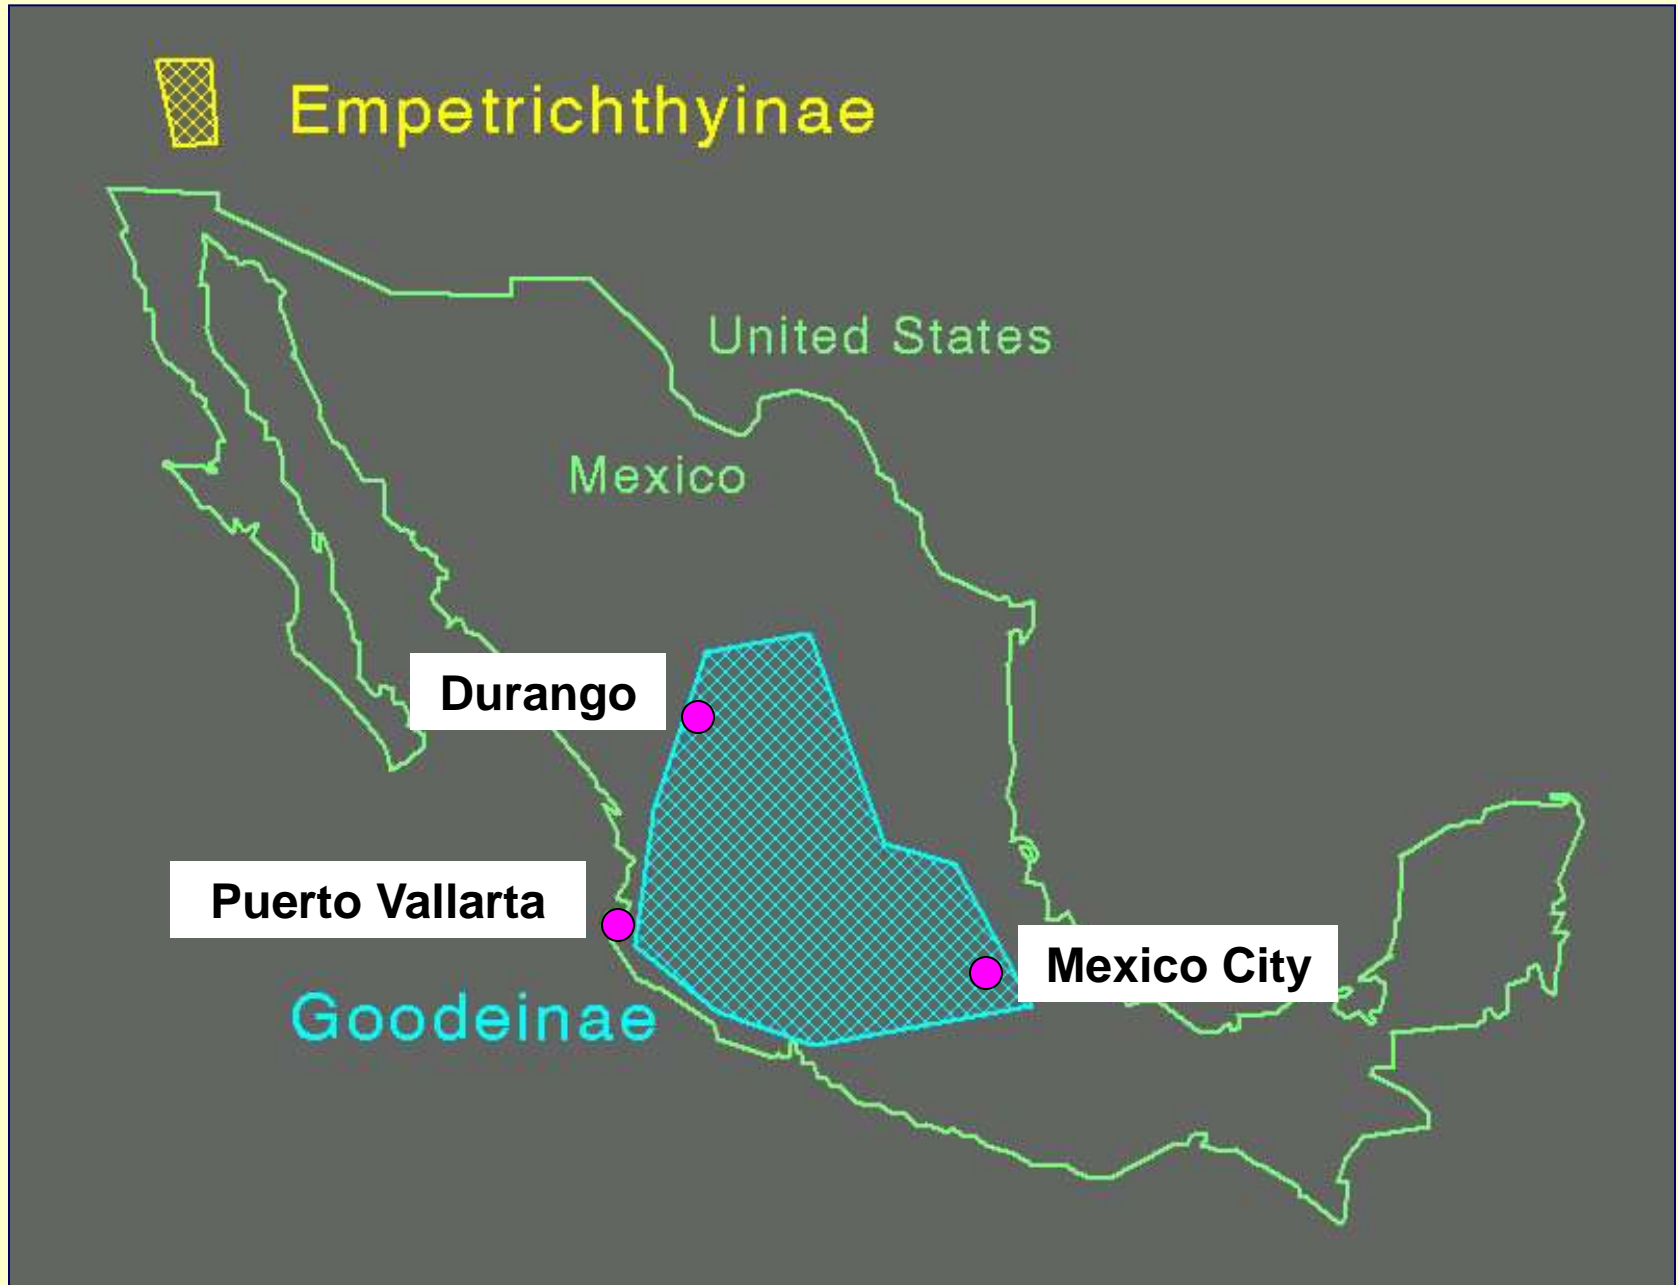 Empetrichthyinae
United States
Mexico
Durango
Puerto Vallarta
Mexico City
Goodeinae